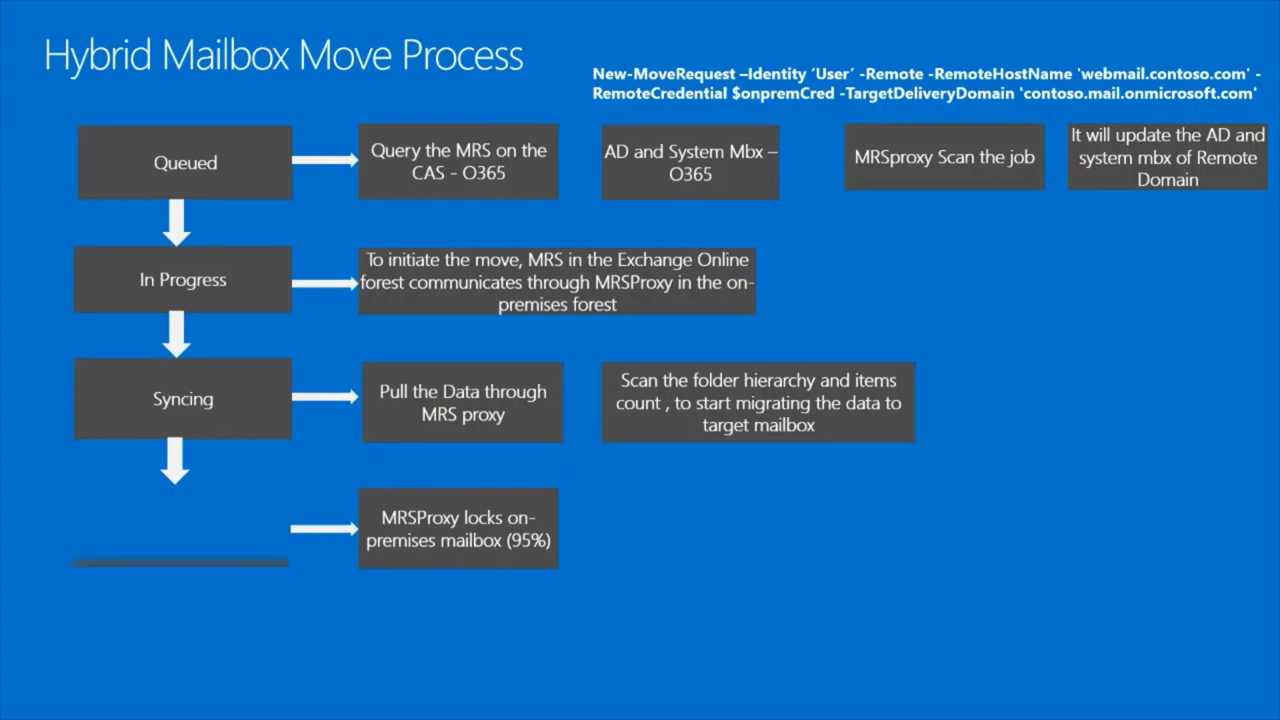 Hybrid Mailbox Move Process
New-MoveRequest –Identity ‘User’ -Remote -RemoteHostName 'webmail.contoso.com' -
RemoteCredential $onpremCred -TargetDeliveryDomain 'contoso.mail.onmicrosoft.com'
Queued
Query the MRS on the
CAS - O365
AD and System Mbx –
O365
MRSproxy Scan the job
It will update the AD and
system mbx of Remote
Domain
In Progress
To initiate the move, MRS in the Exchange Online
forest communicates through MRSProxy in the on-
premises forest
Syncing
Pull the Data through
MRS proxy
Scan the folder hierarchy and items
count , to start migrating the data to
target mailbox
MRSProxy locks on-
premises mailbox (95%)